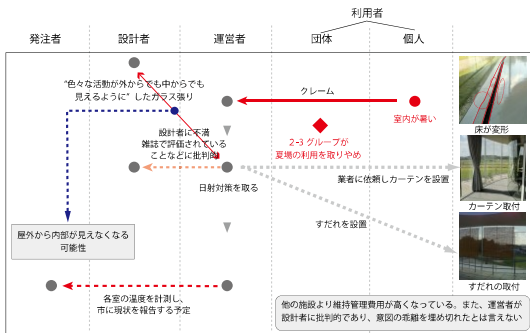 利用者
発注者
設計者
運営者
団体
個人
“色々な活動が外からでも中からでも
見えるように”したガラス張り
クレーム
室内が暑い
床が変形
設計者に不満
雑誌で評価されている
ことなどに批判的
2-3 グループが
夏場の利用を取りやめ
日射対策を取る
業者に依頼しカーテンを設置
カーテン取付
すだれを設置
屋外から内部が見えなくなる
可能性
すだれの取付
各室の温度を計測し、
市に現状を報告する予定
他の施設より維持管理費用が高くなっている。また、運営者が
設計者に批判的であり、意図の乖離を埋め切れたとは言えない